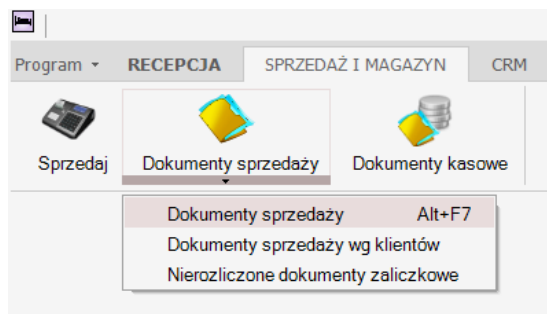 Program RECEPCJA SPRZEDAŻ I MAGAZYN CRM
Sprzedaj Dokumenty sprzedaży Dokumenty kasowe
Dokumenty sprzedaży Alt+F7
Dokumenty sprzedaży wg klientów
Nierozliczone dokumenty zaliczkowe